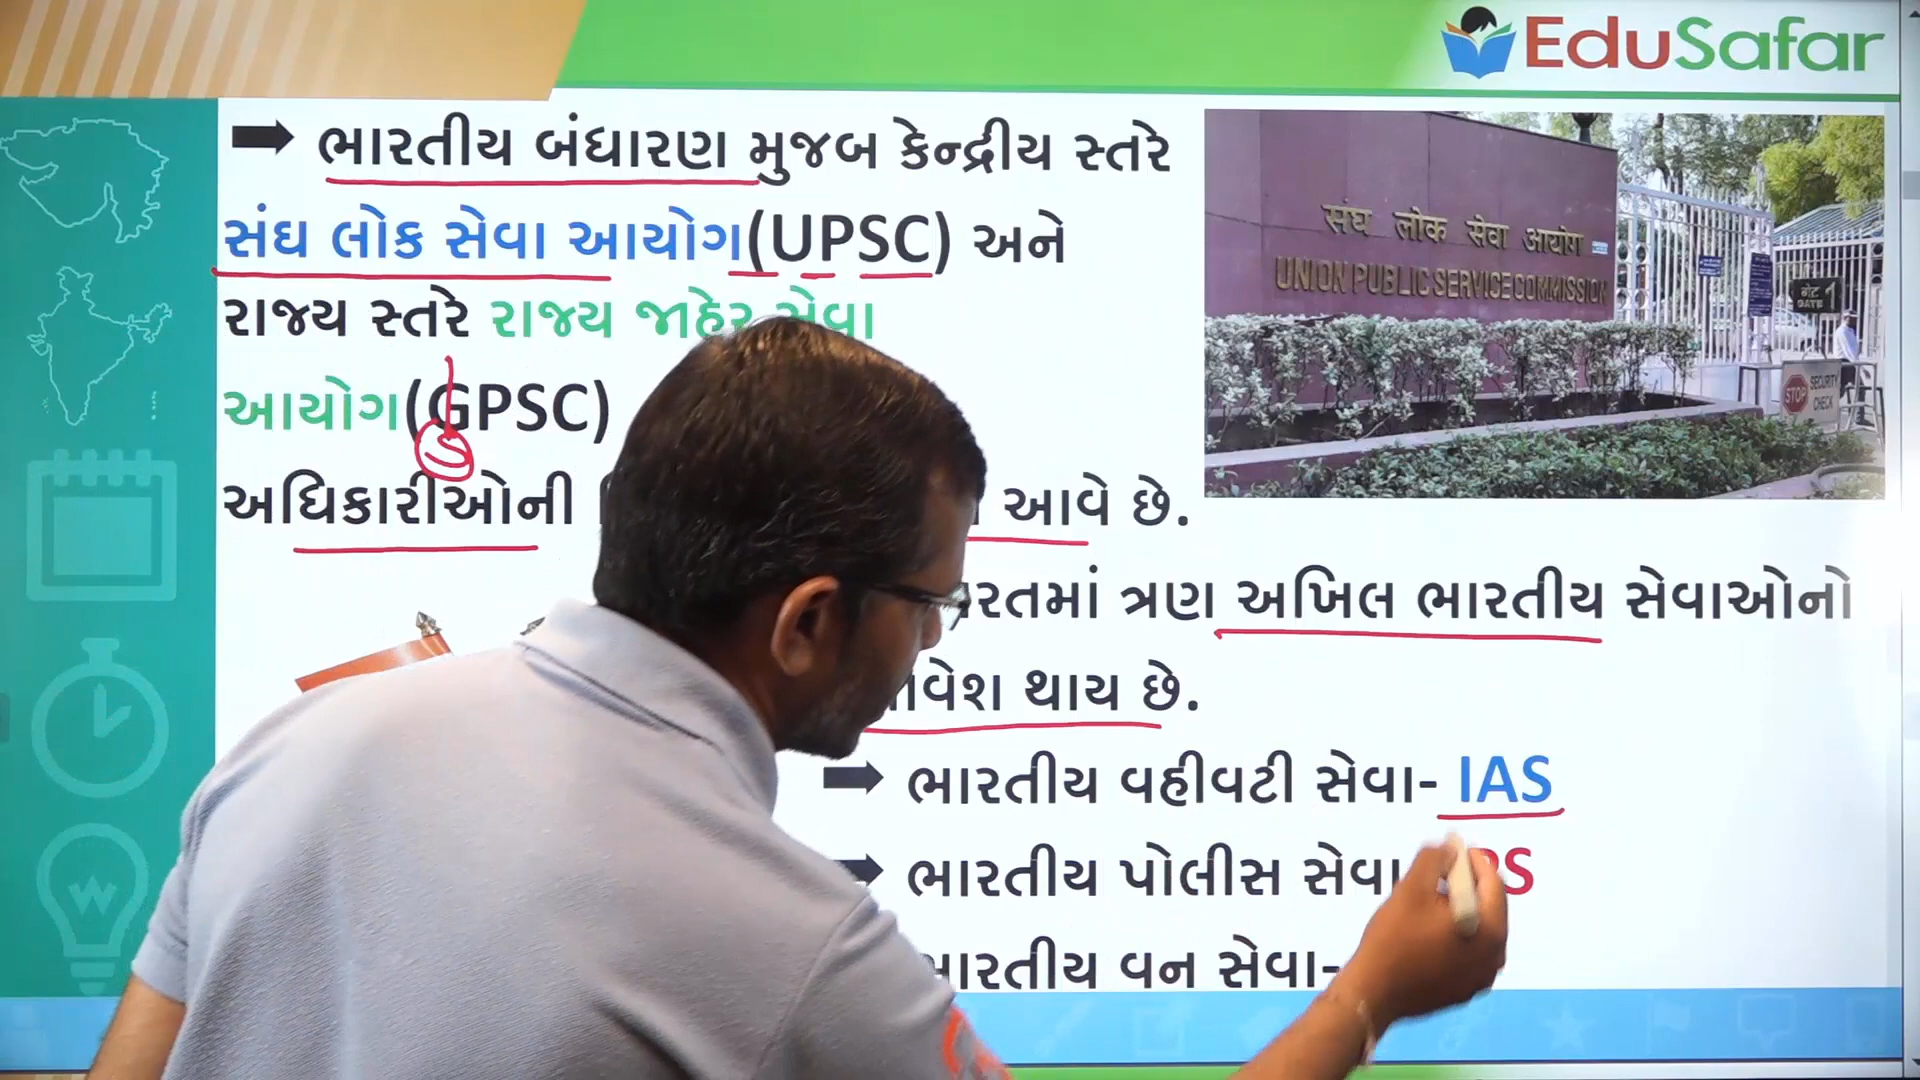 EduSafar
ભારતીય બંધારણ મુજબ કેન્દ્રીય સ્તરે
સંઘ લોક સેવા આયોગ(UPSC) અને
રાજ્ય સ્તરે રાજ્ય જાહેર સેવા
આયોગ(GPSC)
S
અધિકારીઓની આવે છે.
ત્રણ અખિલ ભારતીય સેવાઓનો
થાય છે.
ભારતીય વહીવટી સેવા- IAS
ભારતીય પોલીસ સેવા
ભારતીય વન સેવા-
संघ लोक सेवा आयोग
UNION PUBLIC SERVICE COMMISSION
गेट 1
GATE
STOP
SECURITY
CHECK